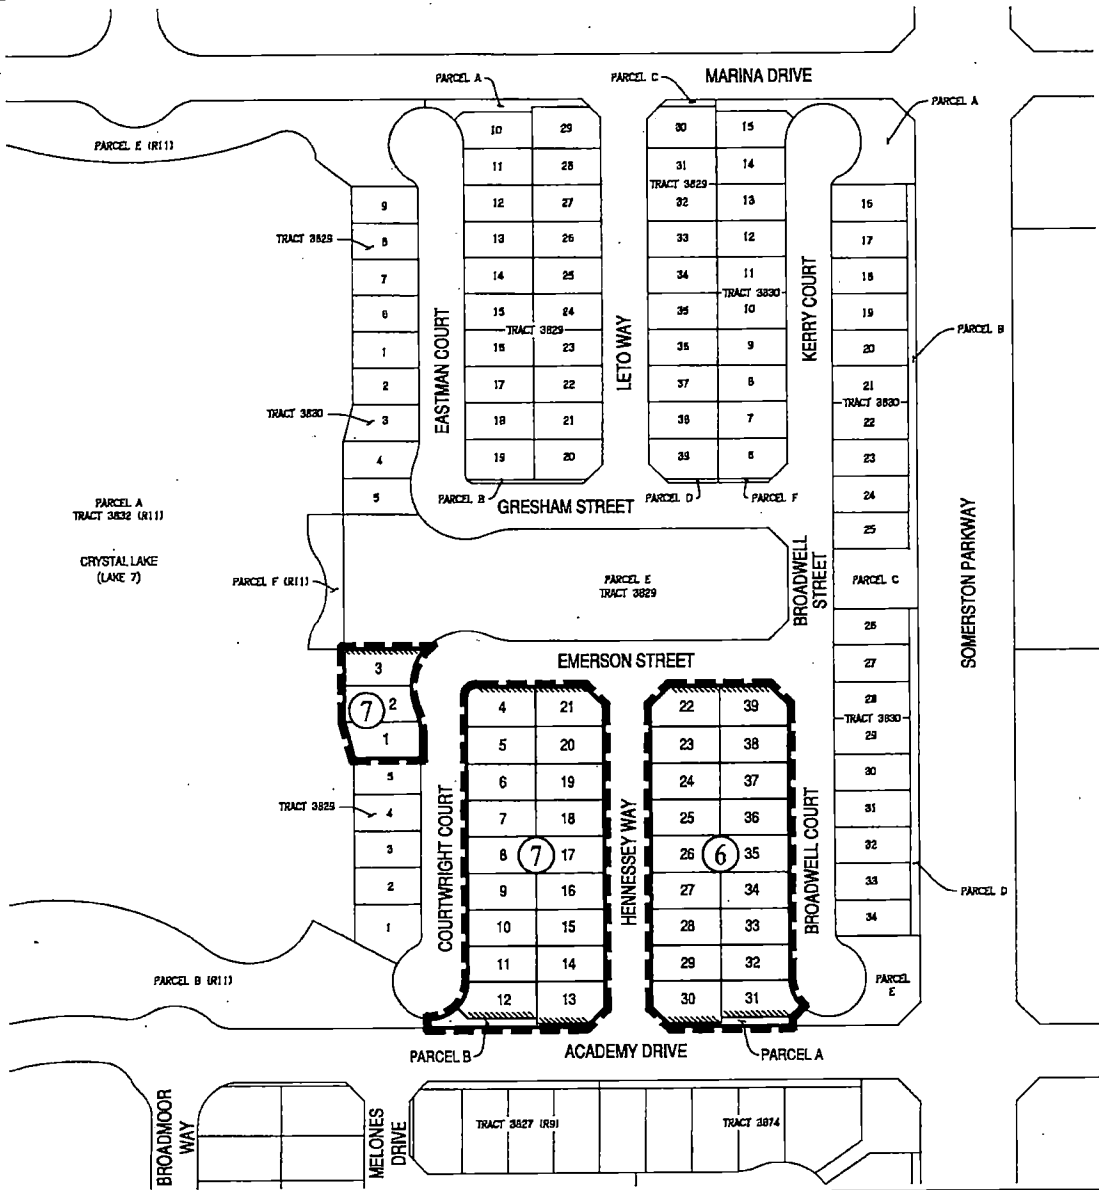 MARINA DRIVE
PARCEL A
PARCEL C
PARCEL A
PARCEL E (R11)
10 29
30 15
11 28
31 14
TRACT 3829
12 27
32 13
9
16
13 26
33 12
TRACT 3829
8
17
14 25
34 11
7
18
TRACT 3830
15 24
35 10
6
19
TRACT 3829
PARCEL B
16 23
36 9
1
20
EASTMAN COURT
LETO WAY
KERRY COURT
17 22
37 8
2
21
TRACT 3830
TRACT 3830
3
22
18 21
38 7
19 20
39 6
4
23
5
24
PARCEL B
GRESHAM STREET
PARCEL D
PARCEL F
25
PARCEL A
TRACT 3832 (R11)
CRYSTAL LAKE
(LAKE 7)
PARCEL F (R11)
PARCEL E
TRACT 3829
BROADWELL
STREET
PARCEL C
SOMERSTON PARKWAY
26
EMERSON STREET
27
3
2
7
1
28
TRACT 3830
29
4 21
22 39
5 20
23 38
6 19
24 37
30
5
7 18
25 36
31
TRACT 3829
4
8 7 17
26 6 35
32
3
9 16
27 34
33
2
PARCEL D
10 15
28 33
34
1
COURTWRIGHT COURT
HENNESSEY WAY
BROADWELL COURT
11 14
29 32
12 13
30 31
PARCEL B (R11)
PARCEL
E
PARCEL B
ACADEMY DRIVE
PARCEL A
BROADMOOR
WAY
MELONES
DRIVE
TRACT 3827 (R9)
TRACT 3874